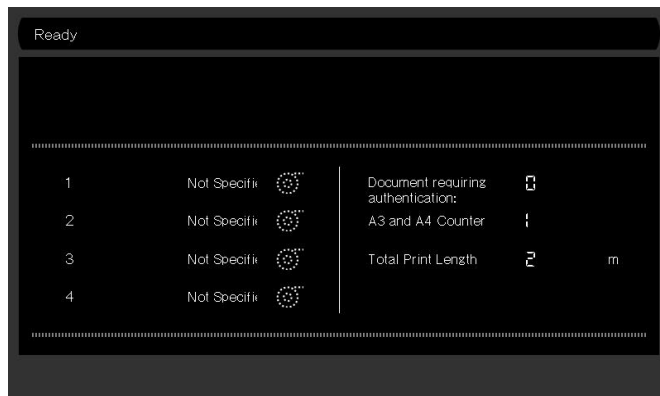 Ready
1 Not Specifi
2 Not Specifi
3 Not Specifi
4 Not Specifi
Document requiring
authentication: 0
A3 and A4 Counter 1
Total Print Length 2 m